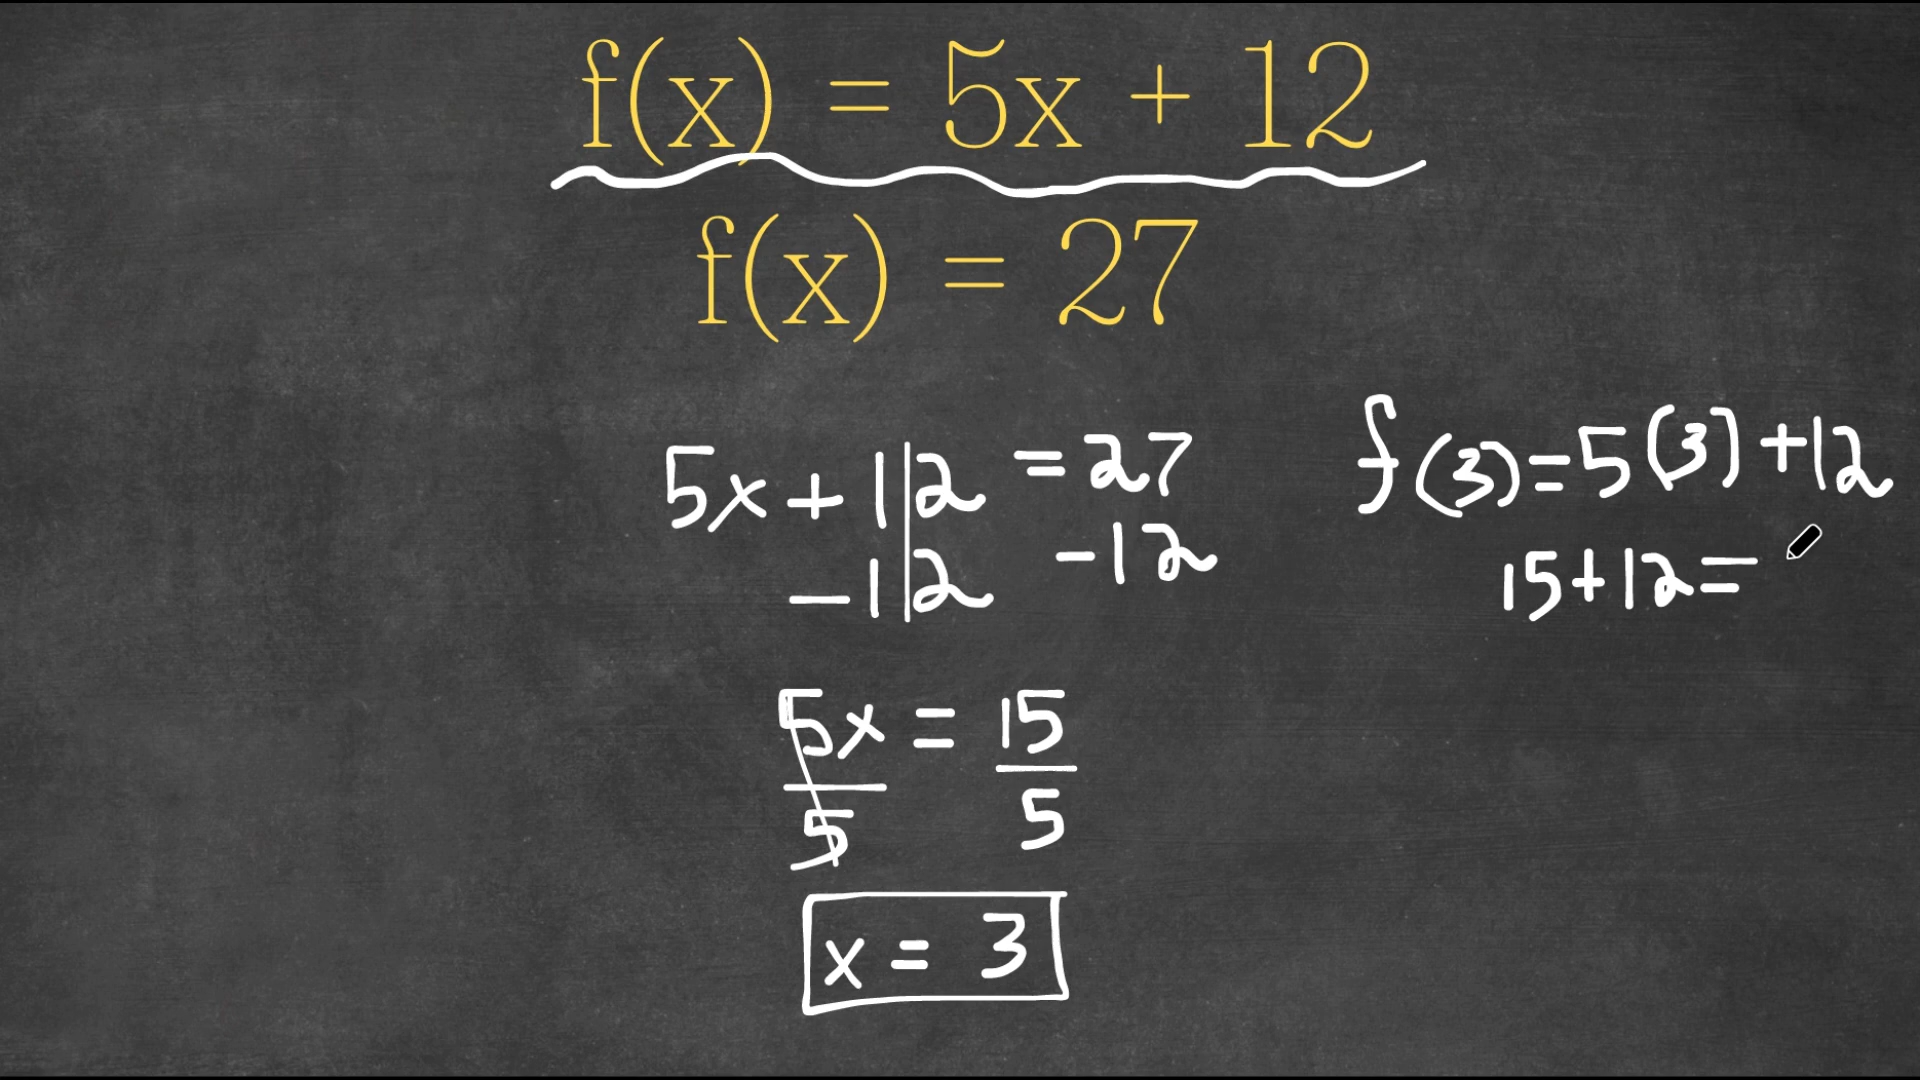 f(x) = 5x + 12
f(x) = 27
5x + 12 = 27
- 12 - 12
5x = 15
5 5
x = 3
f(3) = 5(3) + 12
15 + 12 =